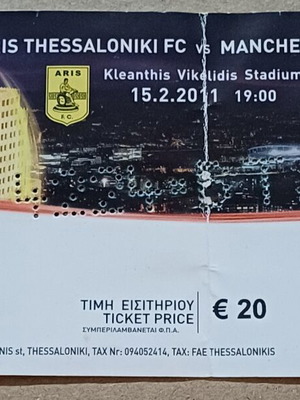 IS THESSALONIKI FC vs MANCHE
ARIS
F.C.
Kleanthis Vikelidis Stadium
15.2.2011 19:00
ΤΙΜΗ ΕΙΣΙΤΗΡΙΟΥ
TICKET PRICE
ΣΥΜΠΕΡΙΛΑΜΒΑΝΕΤΑΙ Φ.Π.Α.
€ 20
NIS st, THESSALONIKI, TAX Nr: 094052414, TAX: FAE THESSALONIKIS